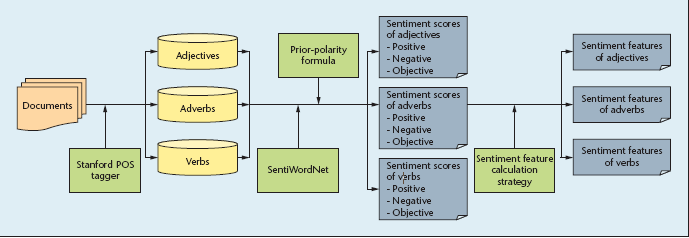 Documents
Stanford POS
tagger
Adjectives
Adverbs
Verbs
SentiWordNet
Prior-polarity
formula
Sentiment scores
of adjectives
- Positive
- Negative
- Objective
Sentiment scores
of adverbs
- Positive
- Negative
- Objective
Sentiment scores
of verbs
- Positive
- Negative
- Objective
Sentiment feature
calculation
strategy
Sentiment features
of adjectives
Sentiment features
of adverbs
Sentiment features
of verbs